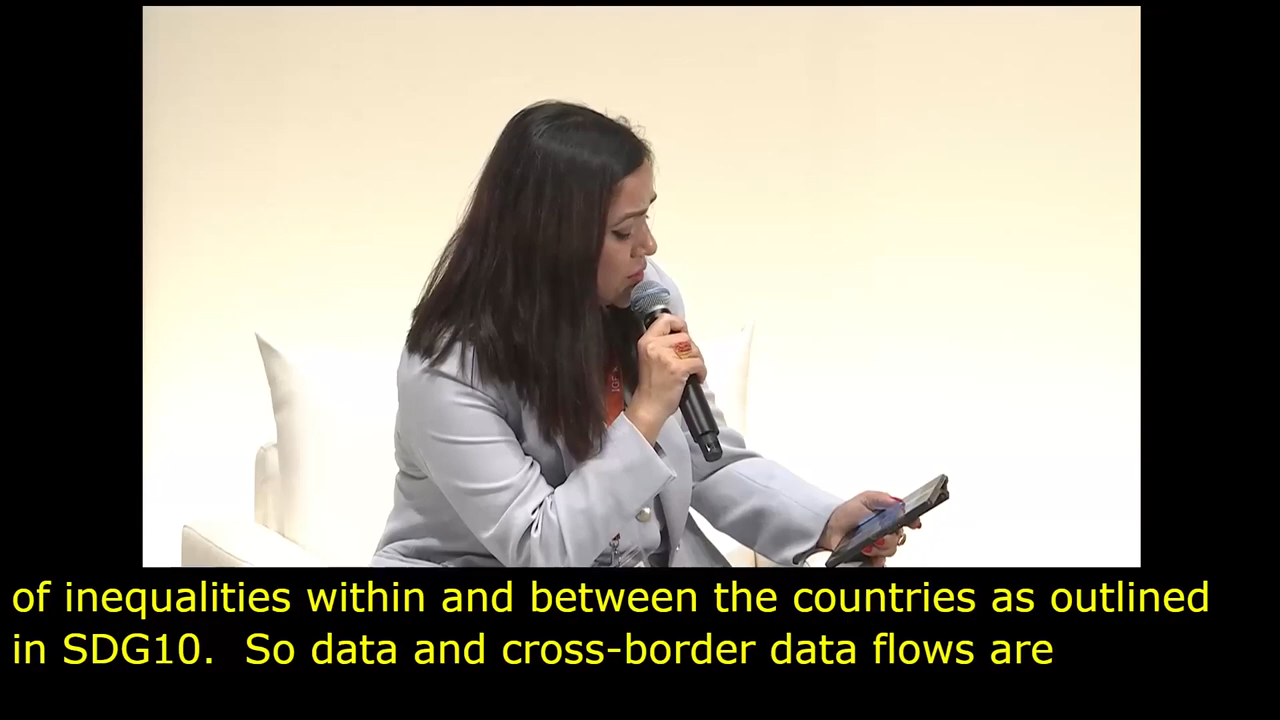 IGF
of inequalities within and between the countries as outlined
in SDG10.  So data and cross-border data flows are